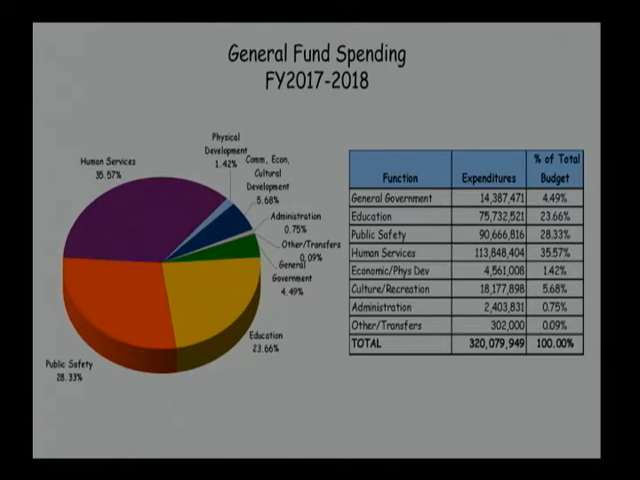 General Fund Spending
FY2017-2018
Physical
Development
1.42%
Comm, Econ,
Cultural
Development
5.68%
Human Services
35.57%
Administration
0.75%
Other/Transfers
0.09%
General
Government
4.49%
Education
23.66%
Public Safety
28.33%
Function Expenditures % of Total Budget
General Government 14,387,471 4.49%
Education 75,732,521 23.66%
Public Safety 90,666,816 28.33%
Human Services 113,848,404 35.57%
Economic/Phys Dev 4,561,008 1.42%
Culture/Recreation 18,177,898 5.68%
Administration 2,403,831 0.75%
Other/Transfers 302,000 0.09%
TOTAL 320,079,949 100.00%